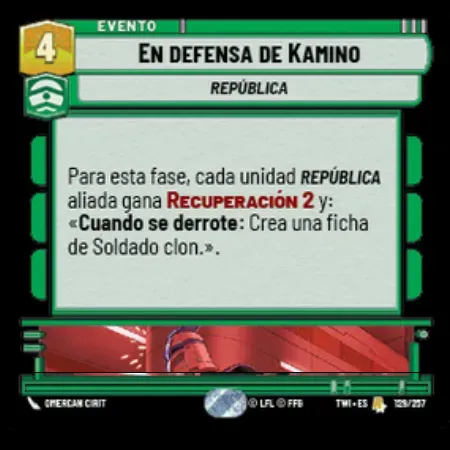 EVENTO
4
EN DEFENSA DE KAMINO
REPÚBLICA
Para esta fase, cada unidad REPÚBLICA
aliada gana RECUPERACIÓN 2 y:
«Cuando se derrote: Crea una ficha
de Soldado clon.».
OMERCAN CIRIT
© LFL © FFG
TWI • ES
129/257